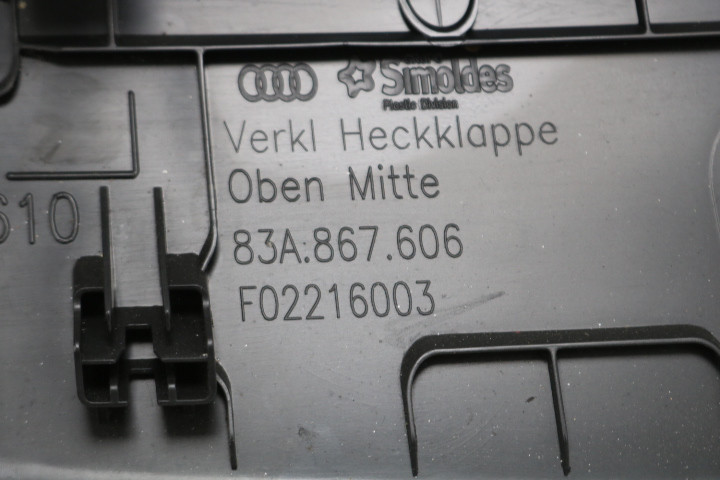 Simoldes
Plastic Division
Verkl Heckklappe
Oben Mitte
610
83A.867.606
F02216003